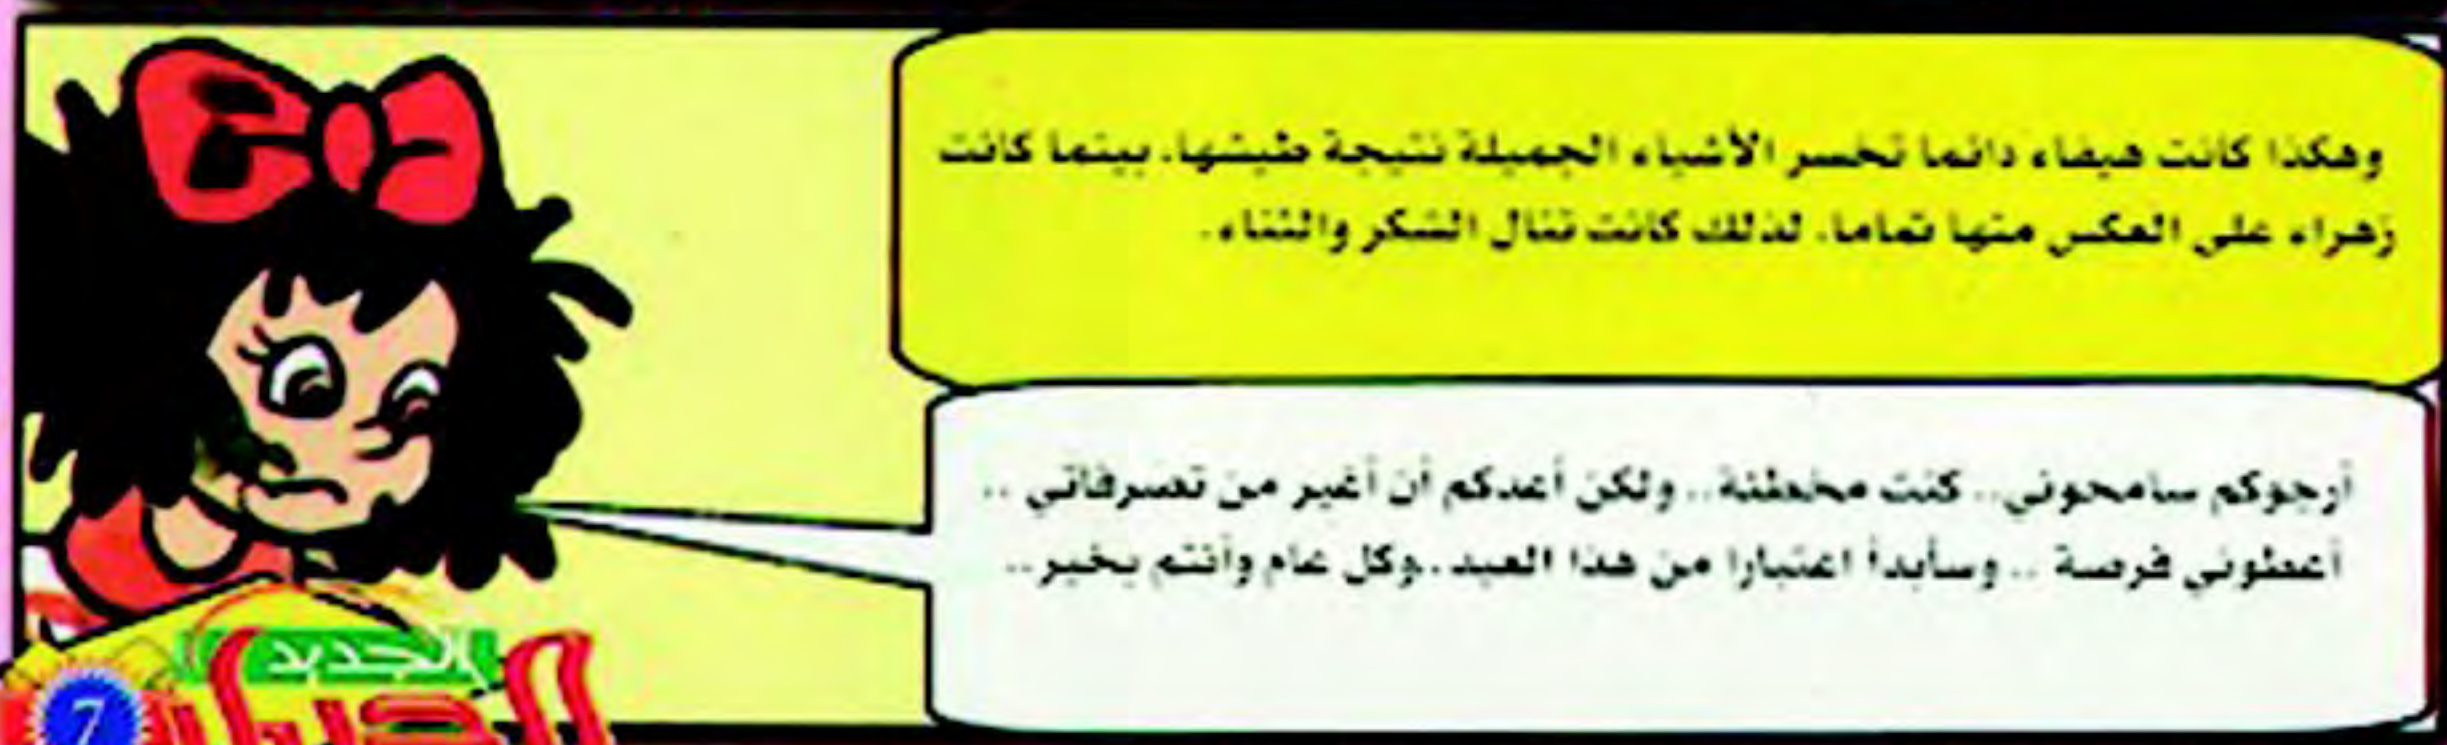 وهكذا كانت هيفاء دائما تخسر الأشياء الجميلة نتيجة طيشها، بينما كانت
زهراء على العكس منها تماما، لذلك كانت تنال الشكر والثناء.
أرجوكم سامحوني.. كنت مخطئة.. ولكن أعدكم أن أغير من تصرفاتي ..
أعطوني فرصة .. وسأبدأ اعتبارا من هذا العيد..وكل عام وأنتم بخير..
الجديد
7